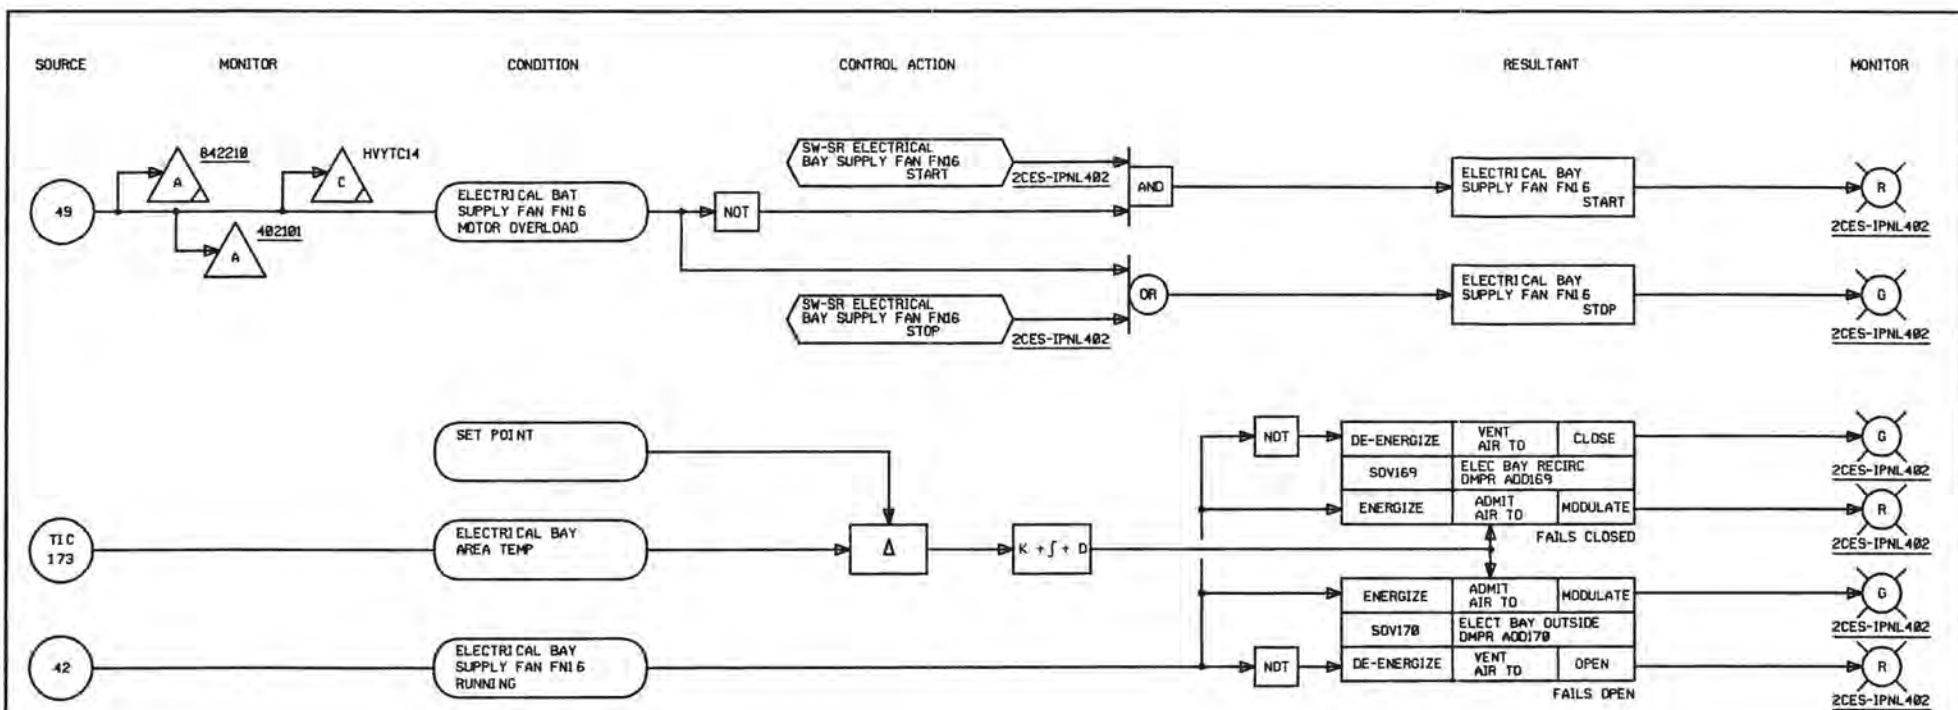 SOURCE MONITOR CONDITION CONTROL ACTION RESULTANT MONITOR
49
842210
A
HVYTC14
C
402101
A
ELECTRICAL BAT
SUPPLY FAN FN16
MOTOR OVERLOAD
NOT
SW-SR ELECTRICAL
BAY SUPPLY FAN FN16
START
2CES-IPNL402
AND
ELECTRICAL BAY
SUPPLY FAN FN16
START
R
2CES-IPNL402
SW-SR ELECTRICAL
BAY SUPPLY FAN FN16
STOP
2CES-IPNL402
OR
ELECTRICAL BAY
SUPPLY FAN FN16
STOP
G
2CES-IPNL402
SET POINT
TIC
173
ELECTRICAL BAY
AREA TEMP
Δ
K +∫+ D
42
ELECTRICAL BAY
SUPPLY FAN FN16
RUNNING
NOT
DE-ENERGIZE
VENT
AIR TO
CLOSE
G
2CES-IPNL402
SOV169
ELEC BAY RECIRC
DMPR AOD169
ENERGIZE
ADMIT
AIR TO
MODULATE
R
2CES-IPNL402
FAILS CLOSED
ENERGIZE
ADMIT
AIR TO
MODULATE
G
2CES-IPNL402
SOV170
ELECT BAY OUTSIDE
DMPR AOD170
NOT
DE-ENERGIZE
VENT
AIR TO
OPEN
R
2CES-IPNL402
FAILS OPEN